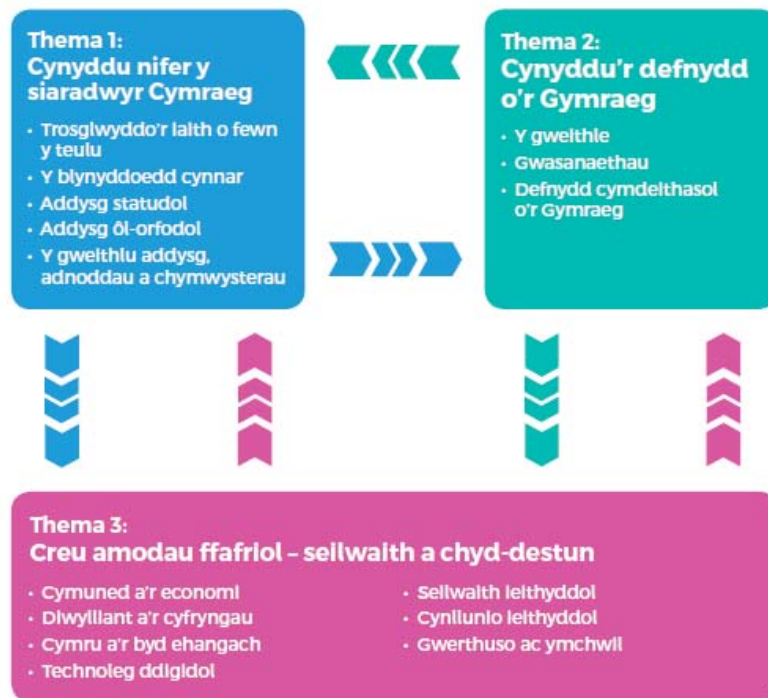 Thema 1:
Cynyddu nifer y
siaradwyr Cymraeg
• Trosglwyddo'r iaith o fewn
y teulu
• Y blynyddoedd cynnar
• Addysg statudol
• Addysg ôl-orfodol
• Y gweithlu addysg,
adnoddau a chymwysterau
Thema 2:
Cynyddu'r defnydd
o'r Gymraeg
• Y gweithle
• Gwasanaethau
• Defnydd cymdeithasol
o'r Gymraeg
Thema 3:
Creu amodau ffafriol – seilwaith a chyd-destun
• Cymuned a'r economi
• Diwylliant a'r cyfryngau
• Cymru a'r byd ehangach
• Technoleg ddigidol
• Seilwaith ieithyddol
• Cynllunio ieithyddol
• Gwerthuso ac ymchwil